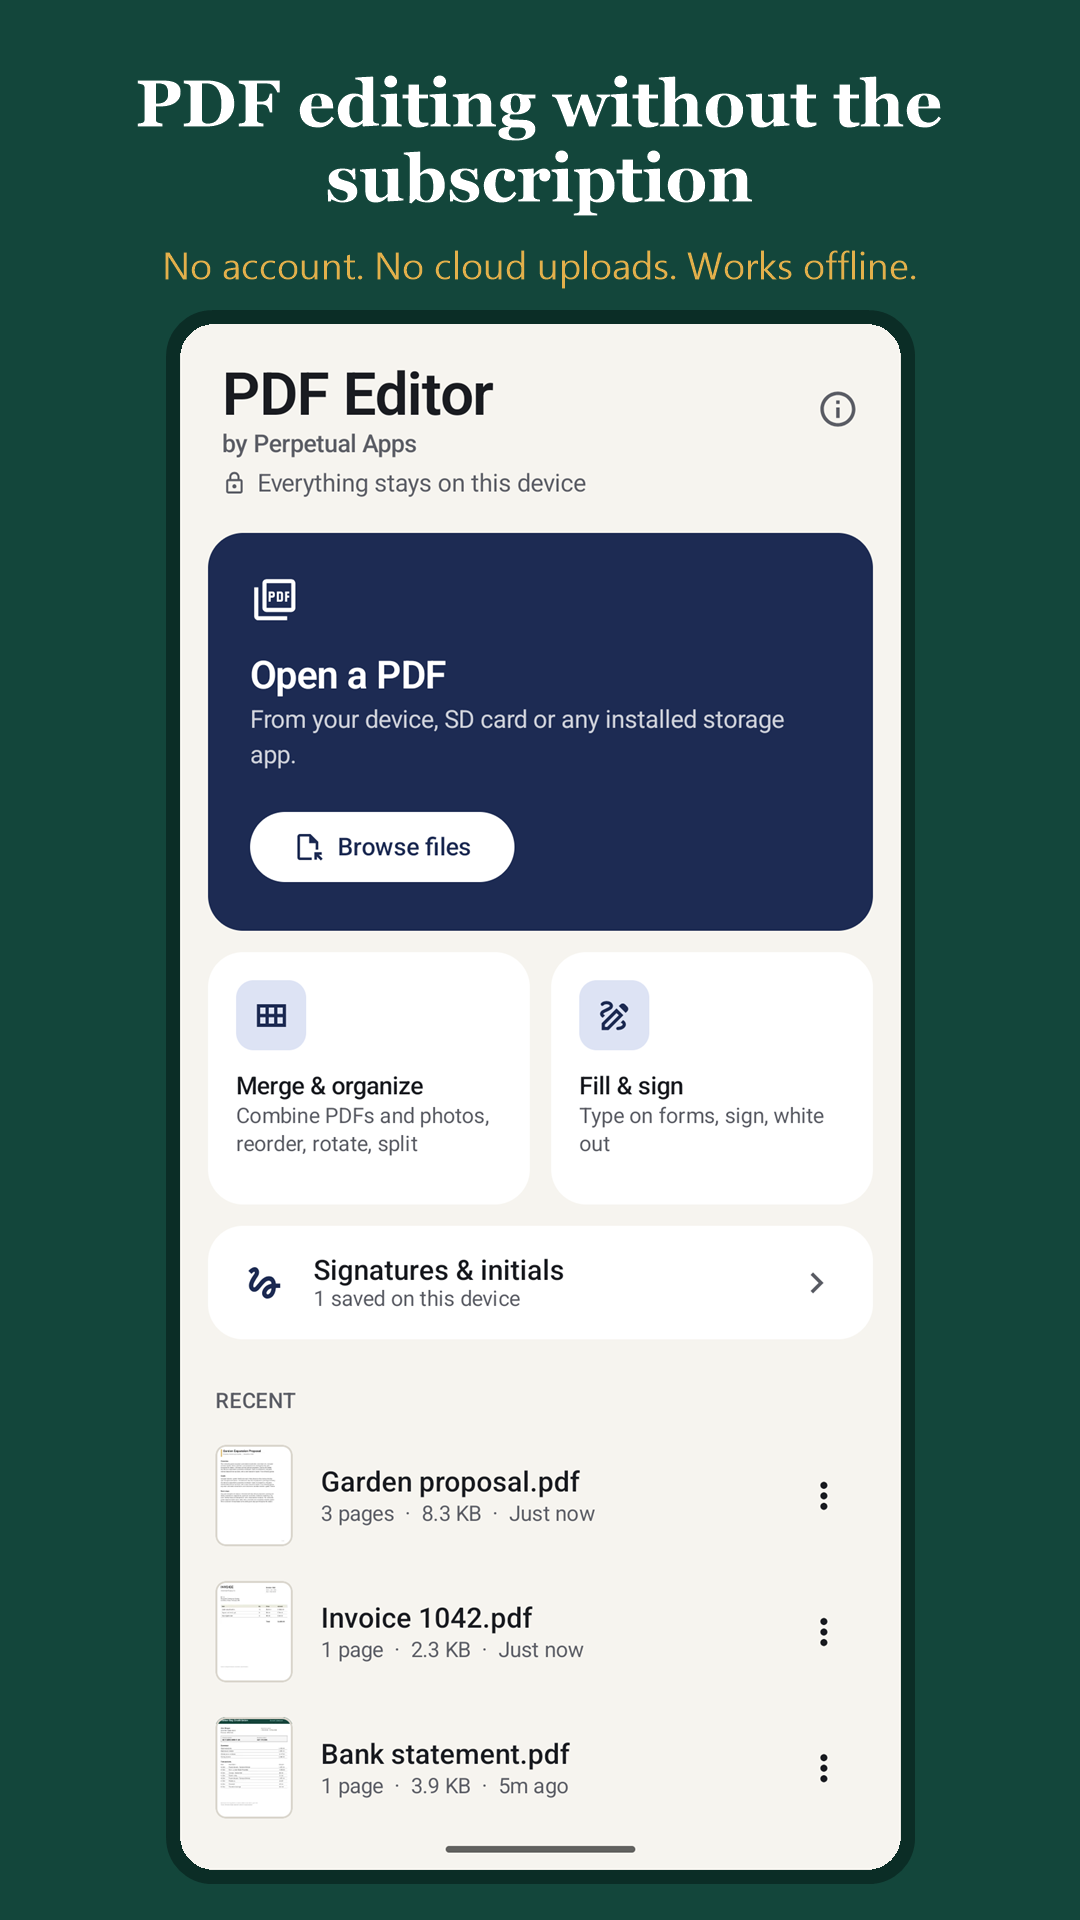 PDF editing without the
subscription
No account. No cloud uploads. Works offline.
PDF Editor
by Perpetual Apps
Everything stays on this device
PDF
Open a PDF
From your device, SD card or any installed storage
app.
Browse files
Merge & organize
Combine PDFs and photos,
reorder, rotate, split
Fill & sign
Type on forms, sign, white
out
Signatures & initials
1 saved on this device
RECENT
Garden proposal.pdf
3 pages · 8.3 KB · Just now
INVOICE
Invoice 1042.pdf
1 page · 2.3 KB · Just now
Bank statement.pdf
1 page · 3.9 KB · 5m ago